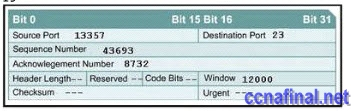 Bit 0 Bit 15 Bit 16 Bit 31
Source Port 13357 Destination Port 23
Sequence Number 43693
Acknowlegement Number 8732
Header Length-- Reserved -- Code Bits -- Window 12000
Checksum --- Urgent ---
ccnafinal.net